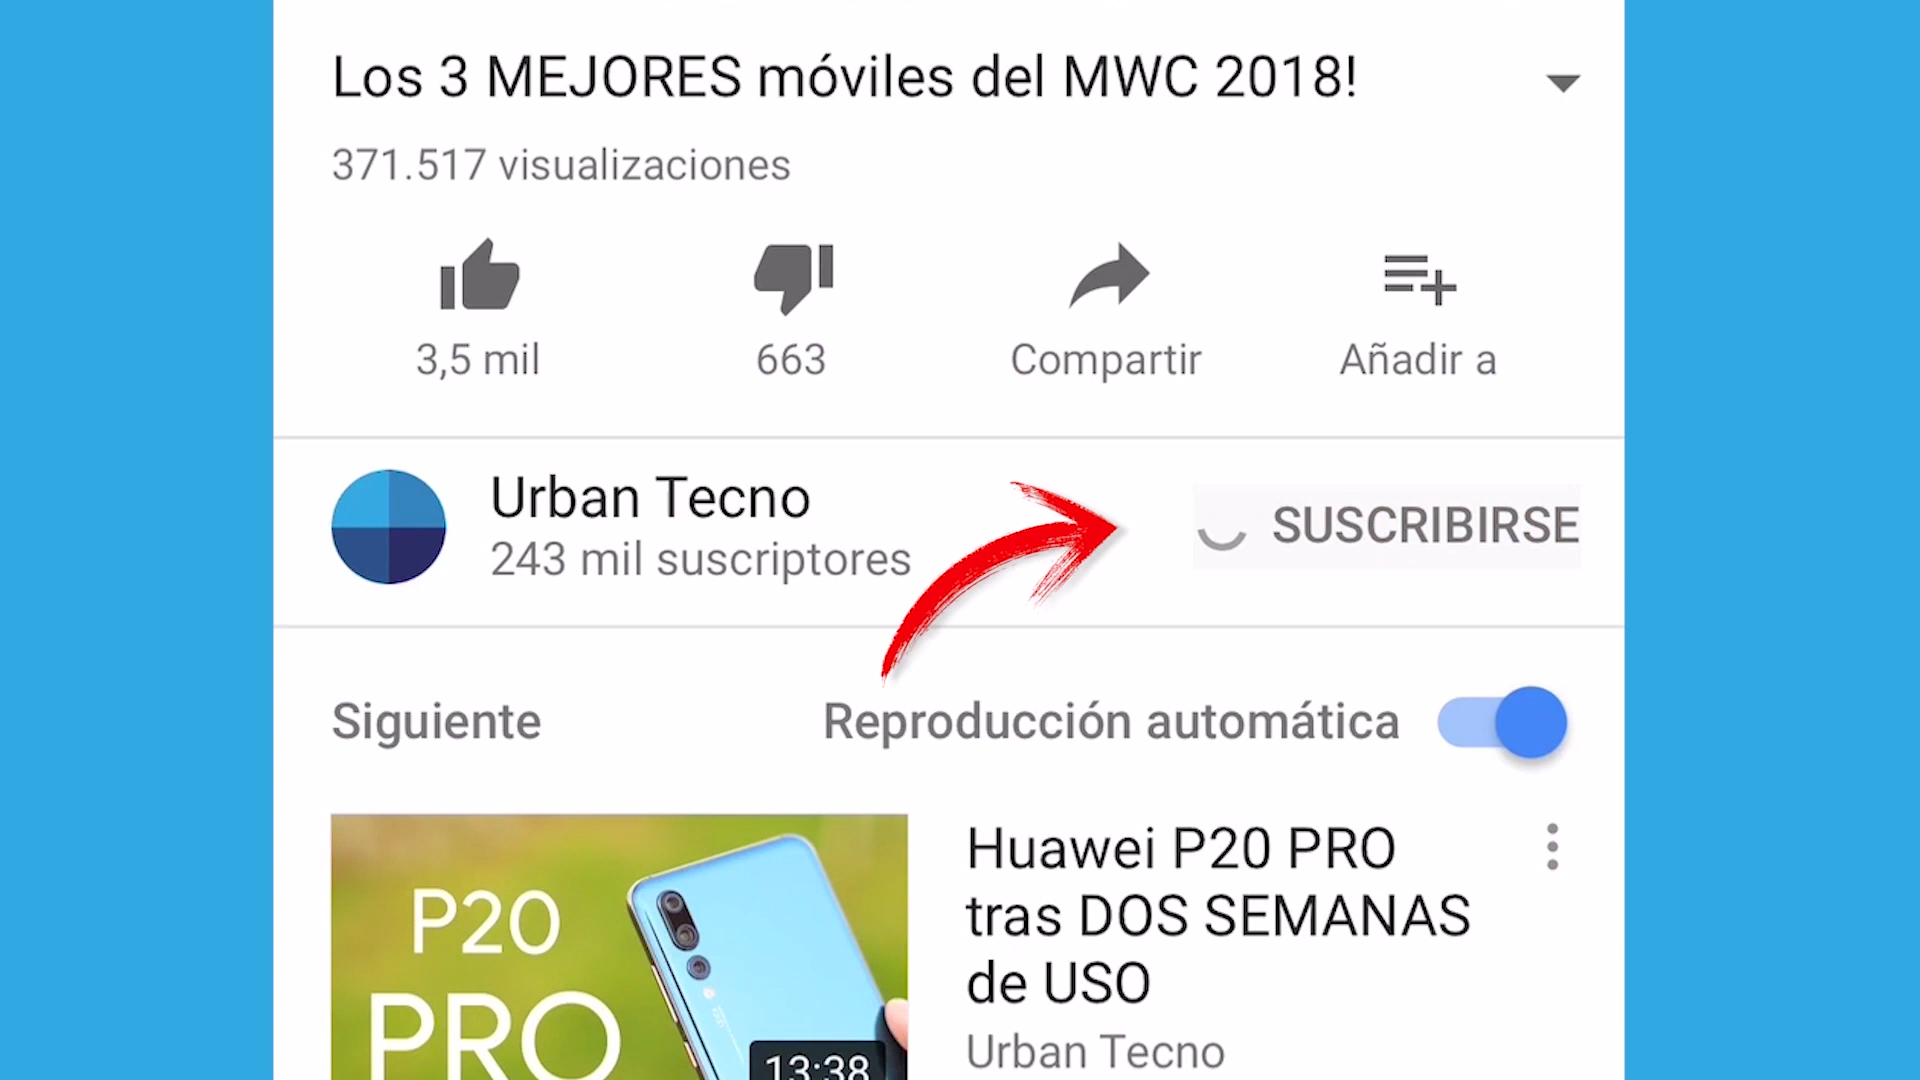 Los 3 MEJORES móviles del MWC 2018!
371.517 visualizaciones
3,5 mil
663
Compartir
Añadir a
Urban Tecno
243 mil suscriptores
SUSCRIBIRSE
Siguiente
Reproducción automática
P20
PRO
13:38
Huawei P20 PRO
tras DOS SEMANAS
de USO
Urban Tecno